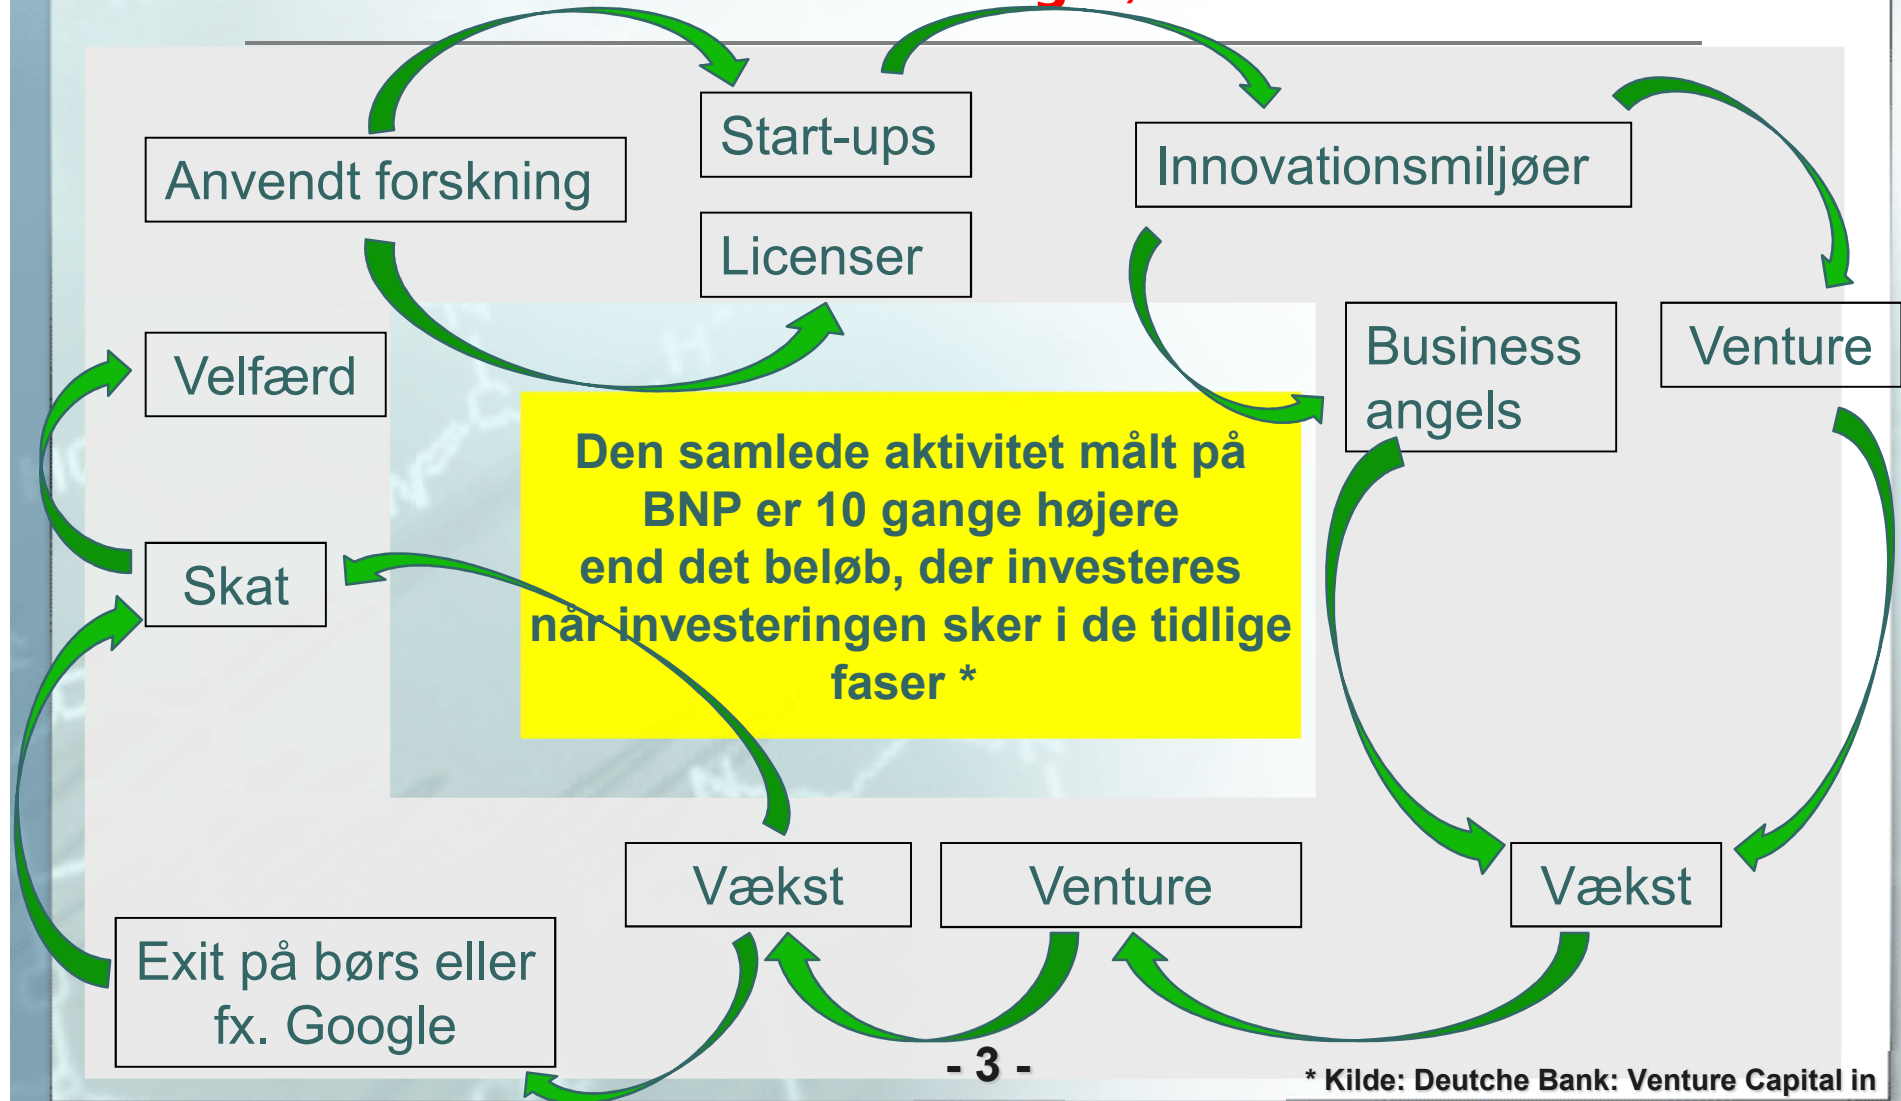 Start-ups
Anvendt forskning
Innovationsmiljøer
Licenser
Velfærd
Business
angels
Venture
Den samlede aktivitet målt på
BNP er 10 gange højere
end det beløb, der investeres
når investeringen sker i de tidlige
faser *
Skat
Vækst
Venture
Vækst
Exit på børs eller
fx. Google
- 3 -
* Kilde: Deutche Bank: Venture Capital in